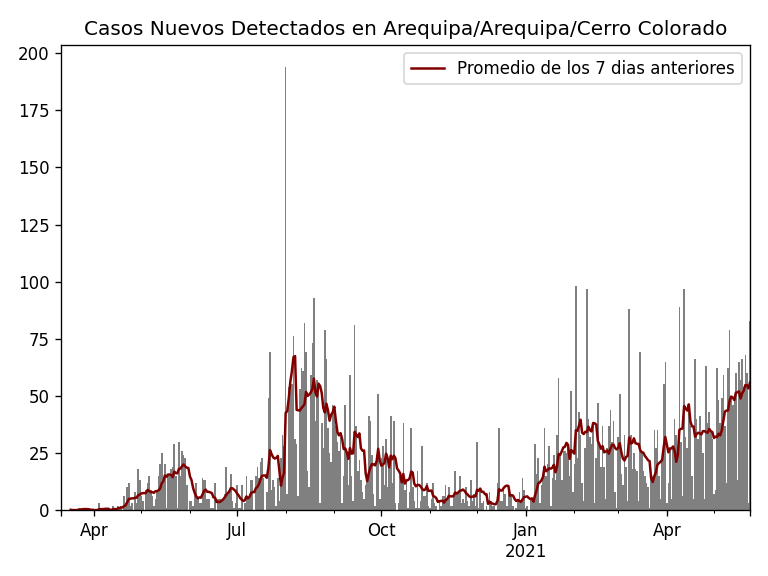 Casos Nuevos Detectados en Arequipa/Arequipa/Cerro Colorado
Promedio de los 7 dias anteriores
200
175
150
125
100
75
50
25
0
Apr
Jul
Oct
Jan
2021
Apr